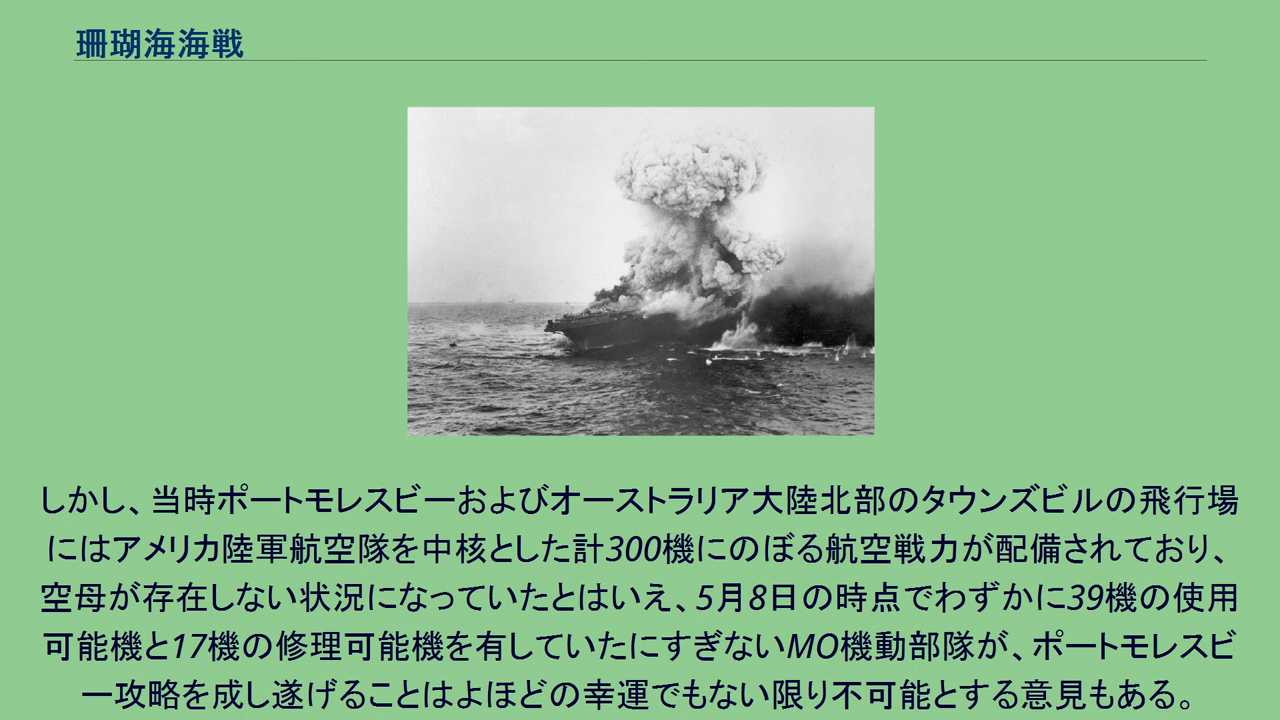 珊瑚海海戦
しかし、当時ポートモレスビーおよびオーストラリア大陸北部のタウンズビルの飛行場
にはアメリカ陸軍航空隊を中核とした計300機にのぼる航空戦力が配備されており、
空母が存在しない状況になっていたとはいえ、5月8日の時点でわずかに39機の使用
可能機と17機の修理可能機を有していたにすぎないMO機動部隊が、ポートモレスビ
ー攻略を成し遂げることはよほどの幸運でもない限り不可能とする意見もある。